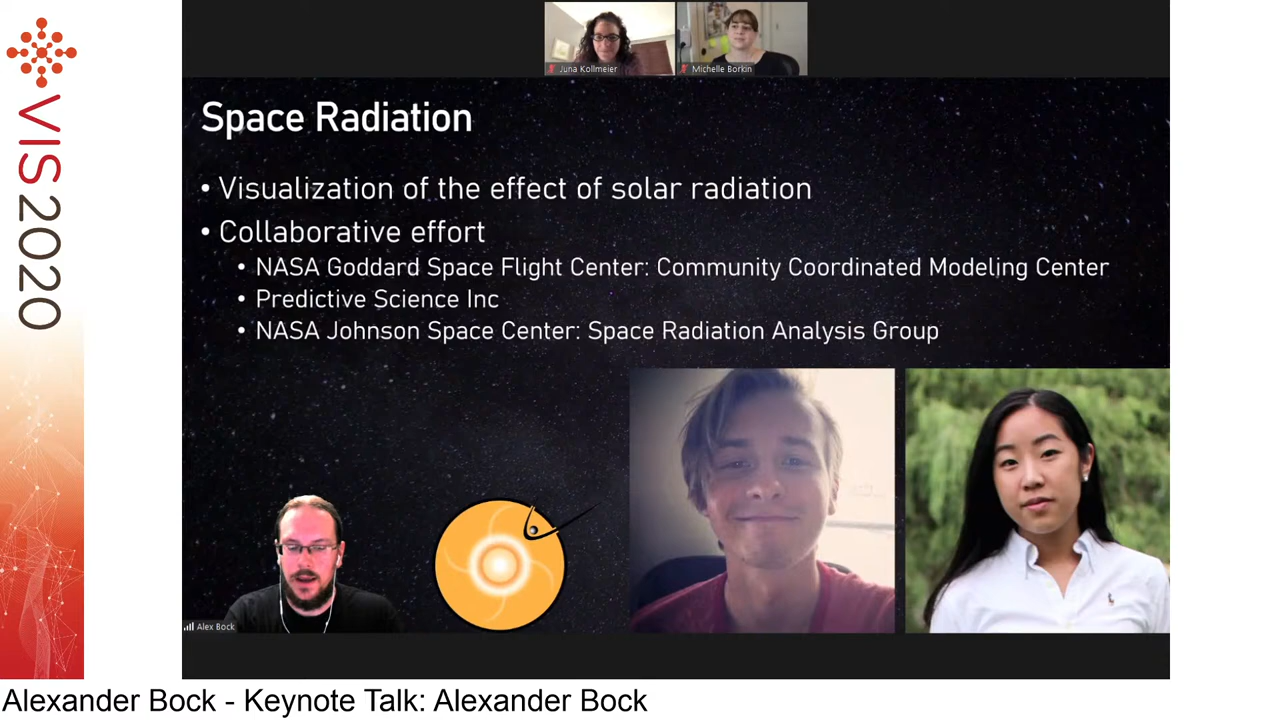 VIS2020
Juna Kollmeier
Michelle Borkin
Space Radiation
• Visualization of the effect of solar radiation
• Collaborative effort
• NASA Goddard Space Flight Center: Community Coordinated Modeling Center
• Predictive Science Inc
• NASA Johnson Space Center: Space Radiation Analysis Group
Alex Bock
Alexander Bock - Keynote Talk: Alexander Bock